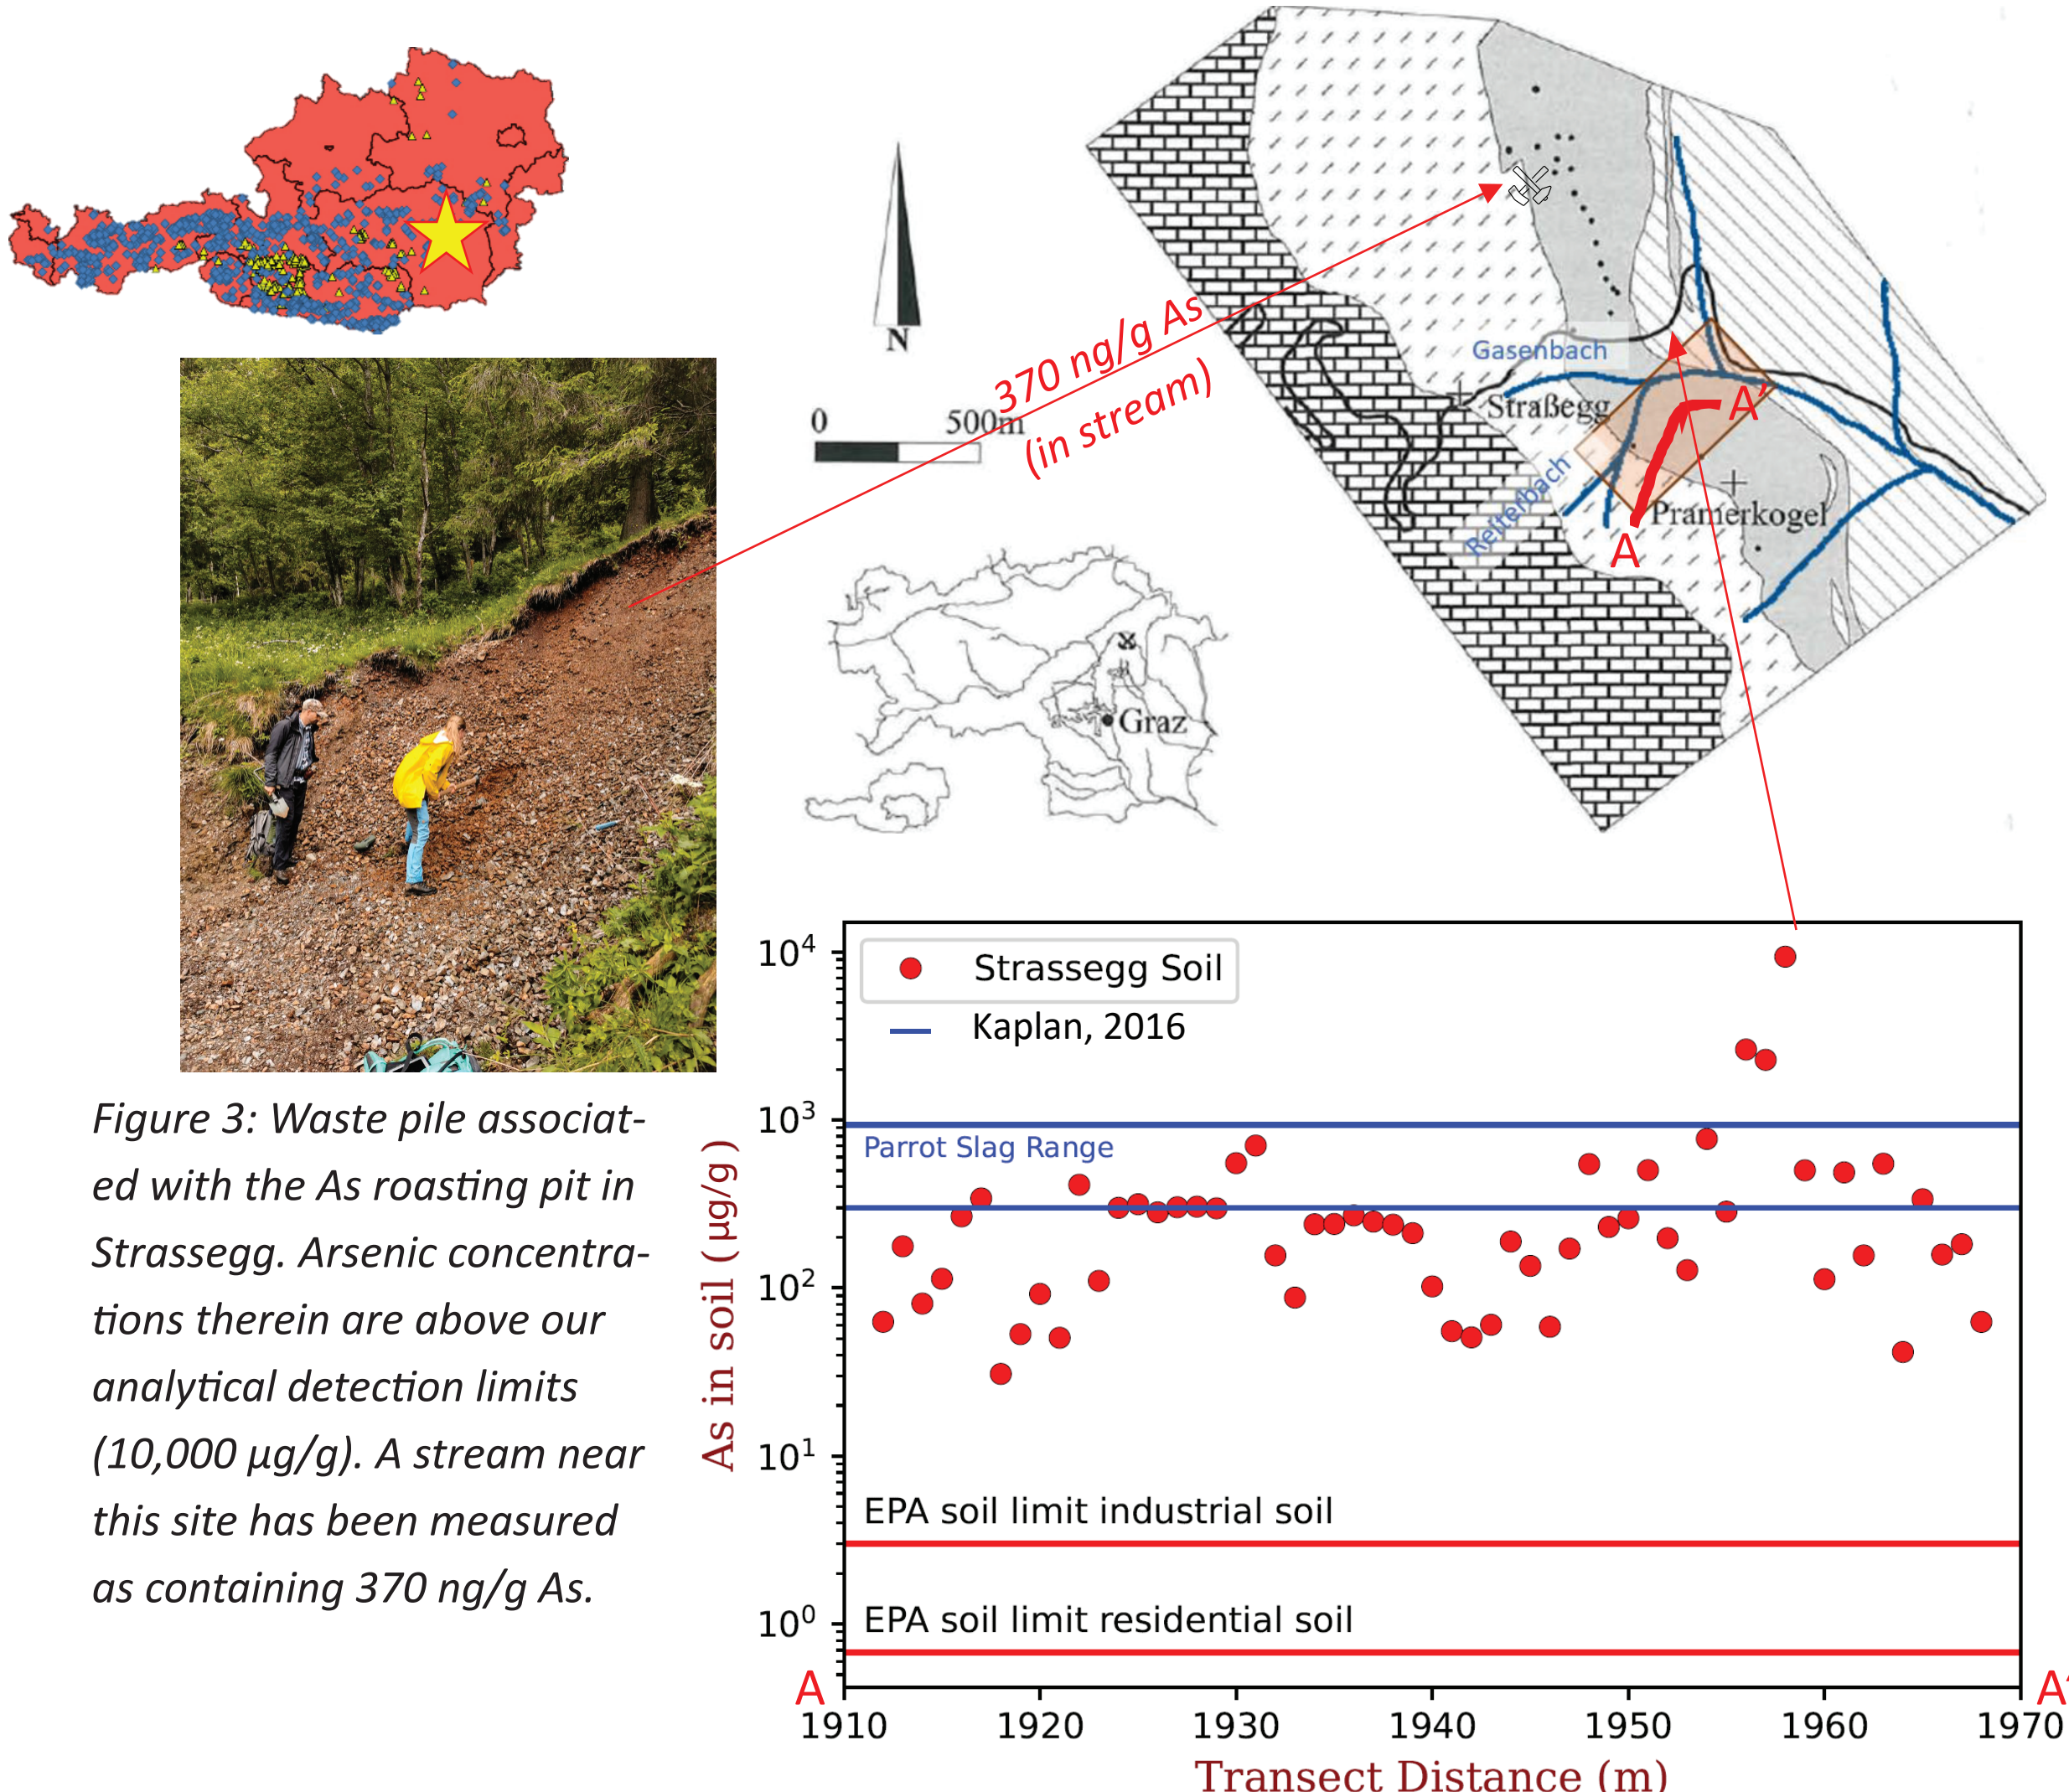 N
0 500m
370 ng/g As
(in stream)
Gasenbach
Straßegg
Reiterbach
A'
A
Pramerkogel
Graz
Figure 3: Waste pile associat-
ed with the As roasting pit in
Strassegg. Arsenic concentra-
tions therein are above our
analytical detection limits
(10,000 µg/g). A stream near
this site has been measured
as containing 370 ng/g As.
As in soil (µg/g)
10⁴
10³
10²
10¹
10⁰
Strassegg Soil
Kaplan, 2016
Parrot Slag Range
EPA soil limit industrial soil
EPA soil limit residential soil
A A'
1910 1920 1930 1940 1950 1960 1970
Transect Distance (m)